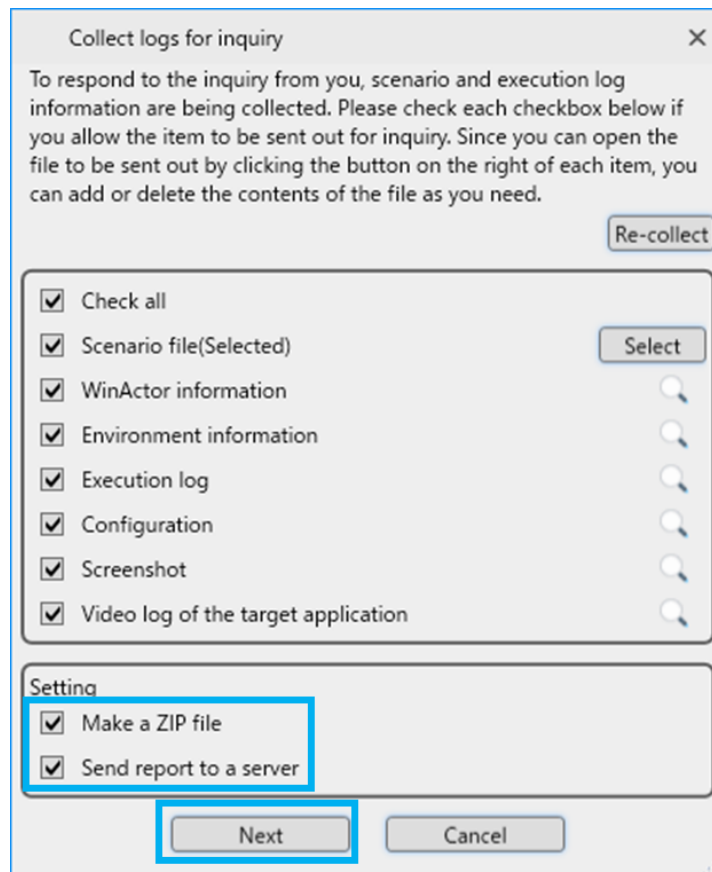 Collect logs for inquiry
To respond to the inquiry from you, scenario and execution log
information are being collected. Please check each checkbox below if
you allow the item to be sent out for inquiry. Since you can open the
file to be sent out by clicking the button on the right of each item, you
can add or delete the contents of the file as you need.
Re-collect
Check all
Scenario file(Selected)
Select
WinActor information
Environment information
Execution log
Configuration
Screenshot
Video log of the target application
Setting
Make a ZIP file
Send report to a server
Next
Cancel